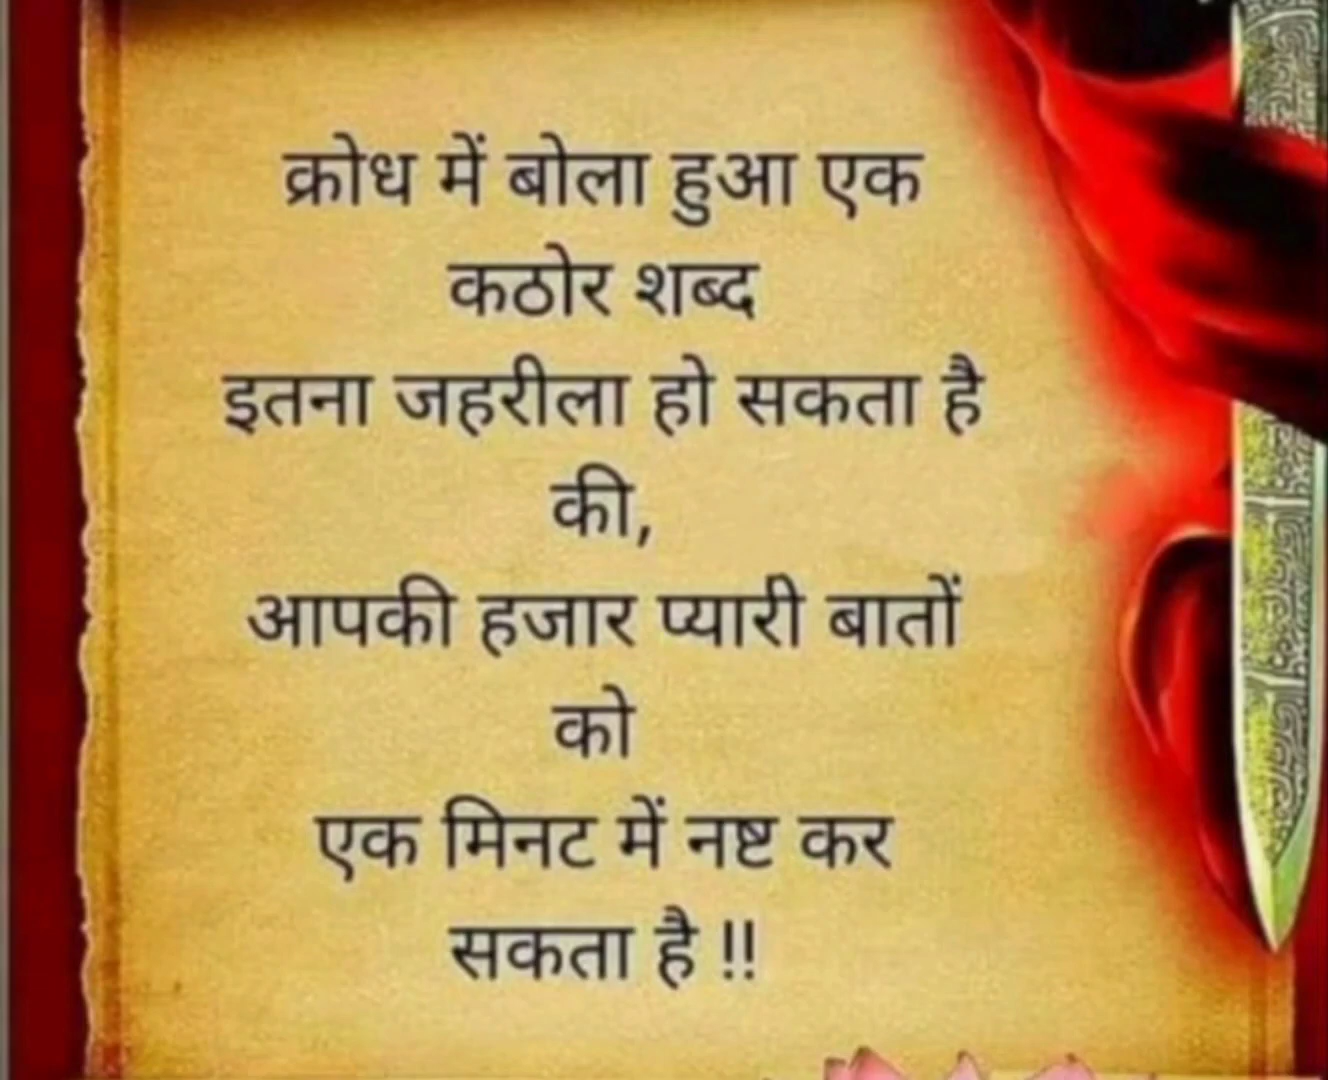 क्रोध में बोला हुआ एक
कठोर शब्द
इतना जहरीला हो सकता है
की,
आपकी हजार प्यारी बातों
को
एक मिनट में नष्ट कर
सकता है !!